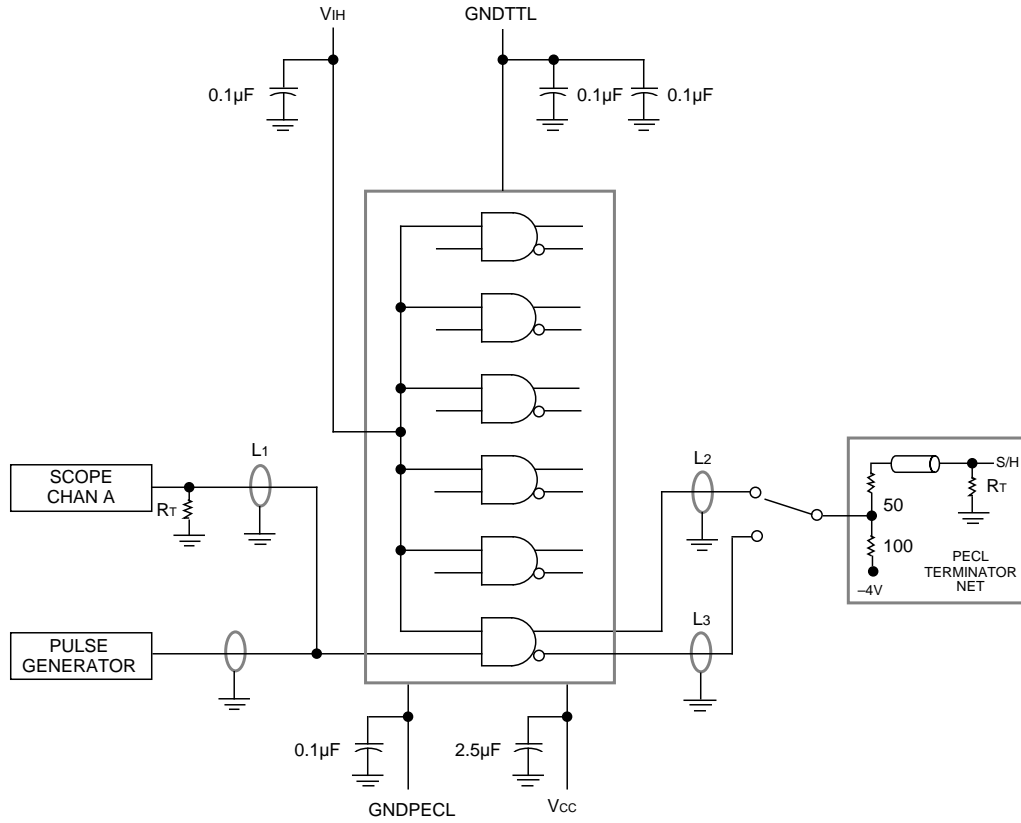 VIH
GNDTTL
0.1µF
0.1µF
0.1µF
L1
SCOPE
CHAN A
RT
L2
S/H
RT
50
100
–4V
PECL
TERMINATOR
NET
PULSE
GENERATOR
L3
0.1µF
2.5µF
GNDPECL
VCC